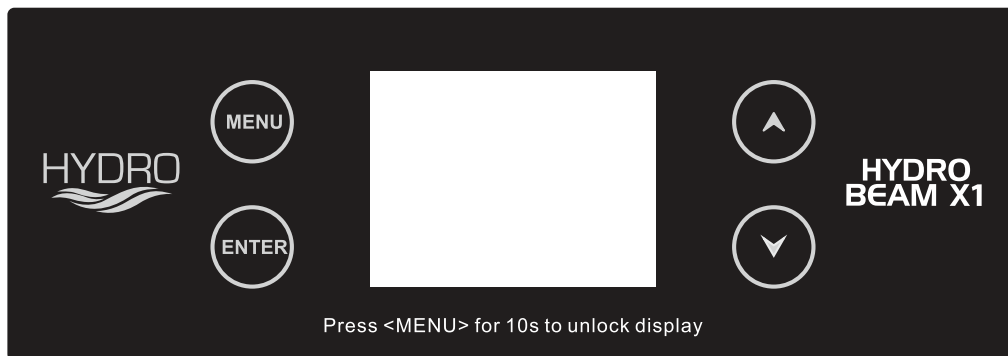 MENU
HYDRO
ENTER
HYDRO
BEAM X1
Press <MENU> for 10s to unlock display